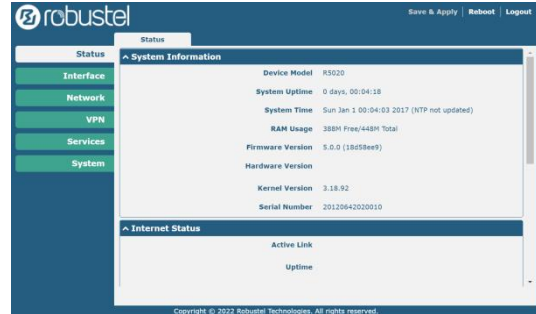 robustel
Save & Apply | Reboot | Logout
Status
Status
Interface
Network
VPN
Services
System
^ System Information
Device Model R5020
System Uptime 0 days, 00:04:18
System Time Sun Jan 1 00:04:03 2017 (NTP not updated)
RAM Usage 388M Free/448M Total
Firmware Version 5.0.0 (18d58ee9)
Hardware Version
Kernel Version 3.18.92
Serial Number 20120642020010
^ Internet Status
Active Link
Uptime
Copyright © 2022 Robustel Technologies. All rights reserved.